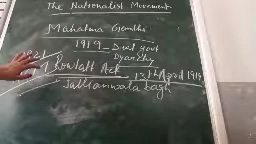 The Nationalist Movement
Mahatma Gandhi
1919 - Dual govt
Dyarchy
1921
Rowlatt Act 13th April 1919
Jallianwala bagh